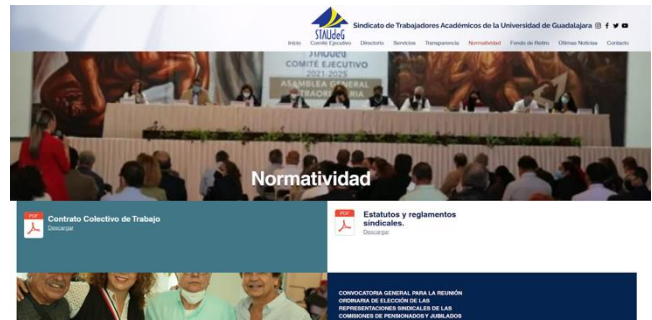 STAUdeG
Sindicato de Trabajadores Académicos de la Universidad de Guadalajara
Inicio Comité Ejecutivo Directorio Servicios Transparencia Normatividad Fondo de Retiro Últimas Noticias Contacto
STAUdeG
COMITÉ EJECUTIVO
2021-2025
ASAMBLEA GENERAL
Normatividad
PDF
Contrato Colectivo de Trabajo
Descargar
PDF
Estatutos y reglamentos
sindicales.
Descargar
CONVOCATORIA GENERAL PARA LA REUNIÓN
ORDINARIA DE ELECCIÓN DE LAS
REPRESENTACIONES SINDICALES DE LAS
COMISIONES DE PENSIONADOS Y JUBILADOS